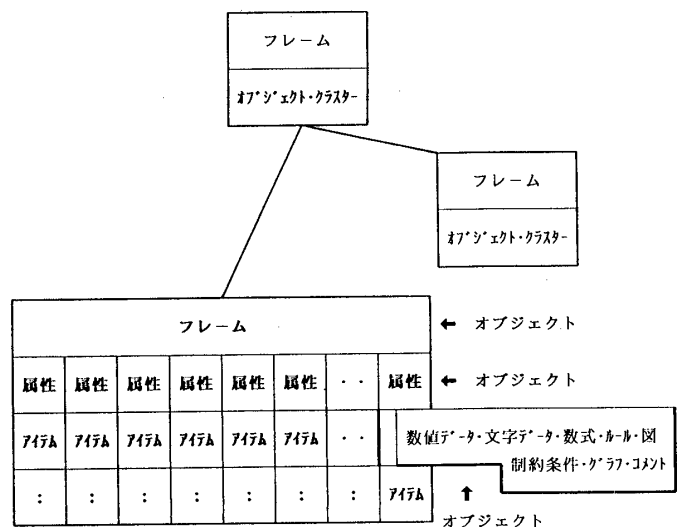 フレーム
ｵﾌﾞｼﾞｪｸﾄ･ｸﾗｽﾀｰ
フレーム
ｵﾌﾞｼﾞｪｸﾄ･ｸﾗｽﾀｰ
フレーム
← オブジェクト
属性 属性 属性 属性 属性 属性 ・・ 属性
← オブジェクト
ｱｲﾃﾑ ｱｲﾃﾑ ｱｲﾃﾑ ｱｲﾃﾑ ｱｲﾃﾑ ｱｲﾃﾑ ・・
数値ﾃﾞｰﾀ･文字ﾃﾞｰﾀ･数式･ﾙｰﾙ･図
制約条件･ｸﾞﾗﾌ･ｺﾒﾝﾄ
: : : : : : : ｱｲﾃﾑ
↑
オブジェクト